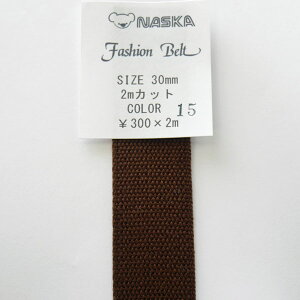 NASKA
Fashion Belt
SIZE 30mm
2mカット
COLOR 15
¥300×2m